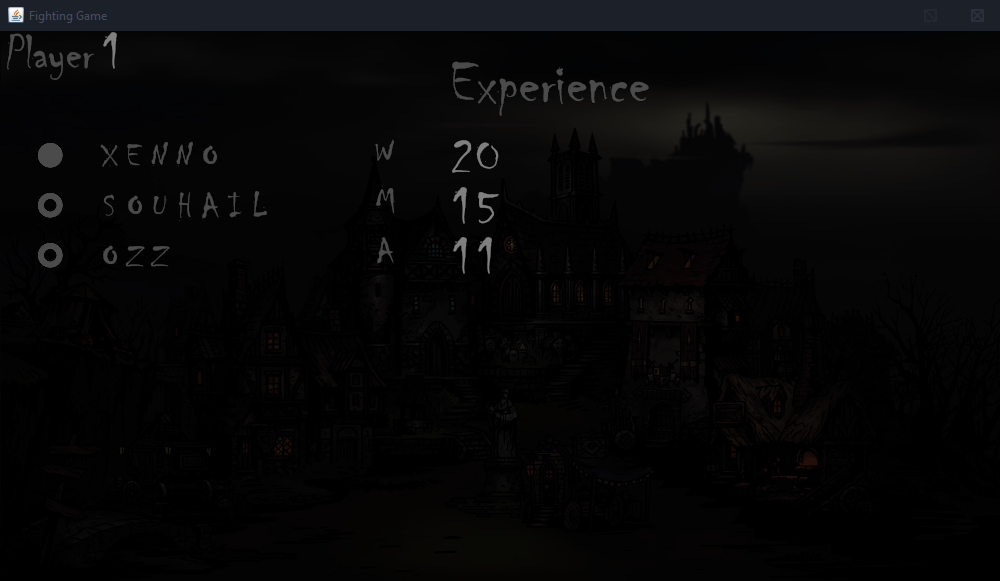 Fighting Game
Player 1
Experience
XENNO W 20
SOUHAIL M 15
OZZ A 11